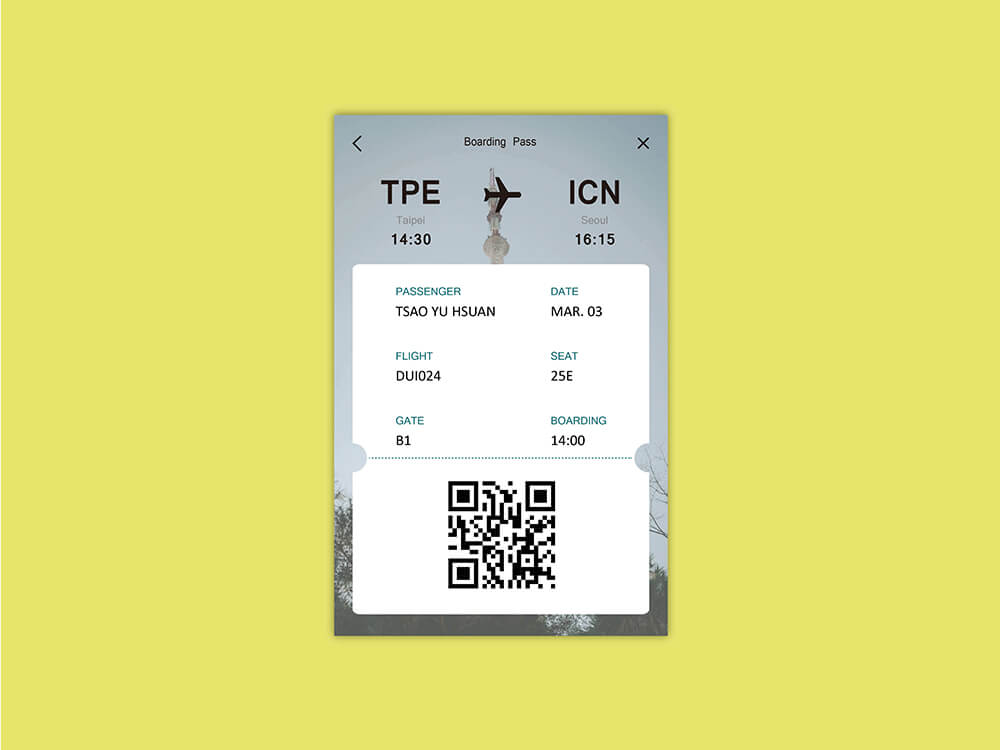 Boarding Pass
TPE ICN
Taipei Seoul
14:30 16:15
PASSENGER DATE
TSAO YU HSUAN MAR. 03
FLIGHT SEAT
DUI024 25E
GATE BOARDING
B1 14:00